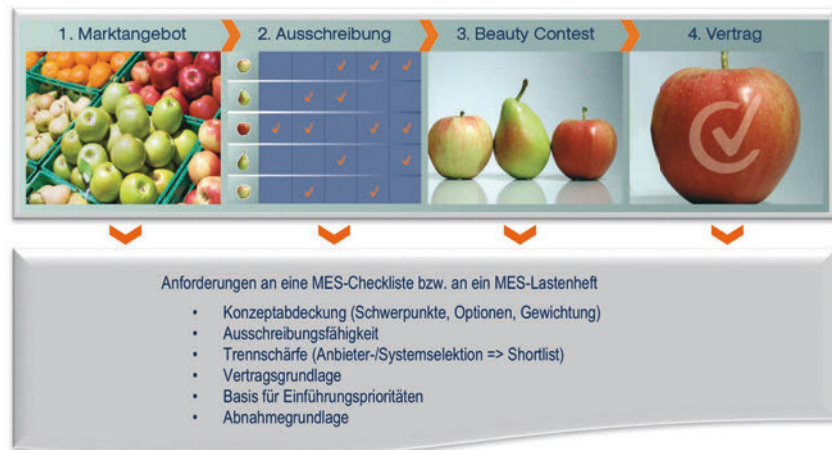 1. Marktangebot
2. Ausschreibung
3. Beauty Contest
4. Vertrag
Anforderungen an eine MES-Checkliste bzw. an ein MES-Lastenheft
• Konzeptabdeckung (Schwerpunkte, Optionen, Gewichtung)
• Ausschreibungsfähigkeit
• Trennschärfe (Anbieter-/Systemselektion => Shortlist)
• Vertragsgrundlage
• Basis für Einführungsprioritäten
• Abnahmegrundlage